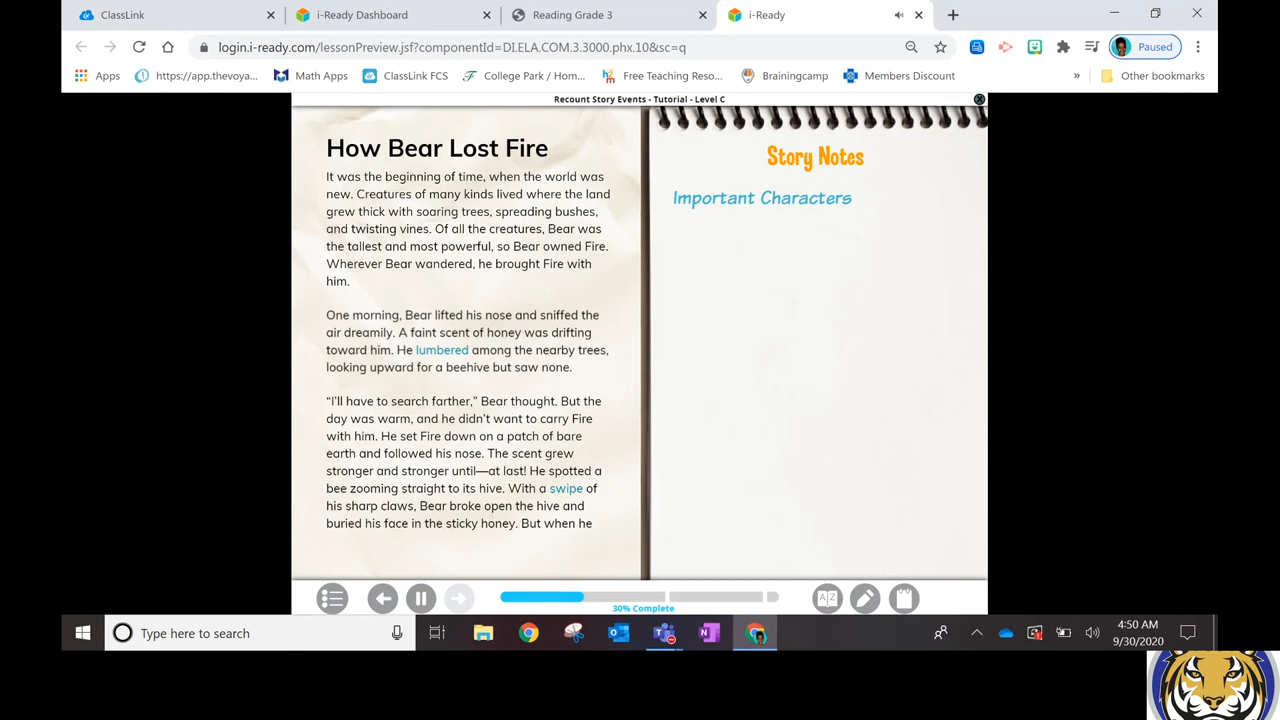 ClassLink
i-Ready Dashboard
Reading Grade 3
i-Ready
login.i-ready.com/lessonPreview.jsf?componentId=DI.ELA.COM.3.3000.phx.10&sc=q
Paused
Apps
https://app.thevoya...
Math Apps
ClassLink FCS
College Park / Hom...
Free Teaching Reso...
Brainingcamp
Members Discount
»
Other bookmarks
Recount Story Events - Tutorial - Level C
How Bear Lost Fire
It was the beginning of time, when the world was
new. Creatures of many kinds lived where the land
grew thick with soaring trees, spreading bushes,
and twisting vines. Of all the creatures, Bear was
the tallest and most powerful, so Bear owned Fire.
Wherever Bear wandered, he brought Fire with
him.
One morning, Bear lifted his nose and sniffed the
air dreamily. A faint scent of honey was drifting
toward him. He lumbered among the nearby trees,
looking upward for a beehive but saw none.
“I’ll have to search farther,” Bear thought. But the
day was warm, and he didn’t want to carry Fire
with him. He set Fire down on a patch of bare
earth and followed his nose. The scent grew
stronger and stronger until—at last! He spotted a
bee zooming straight to its hive. With a swipe of
his sharp claws, Bear broke open the hive and
buried his face in the sticky honey. But when he
Story Notes
Important Characters
30% Complete
A Z
Type here to search
4:50 AM
9/30/2020